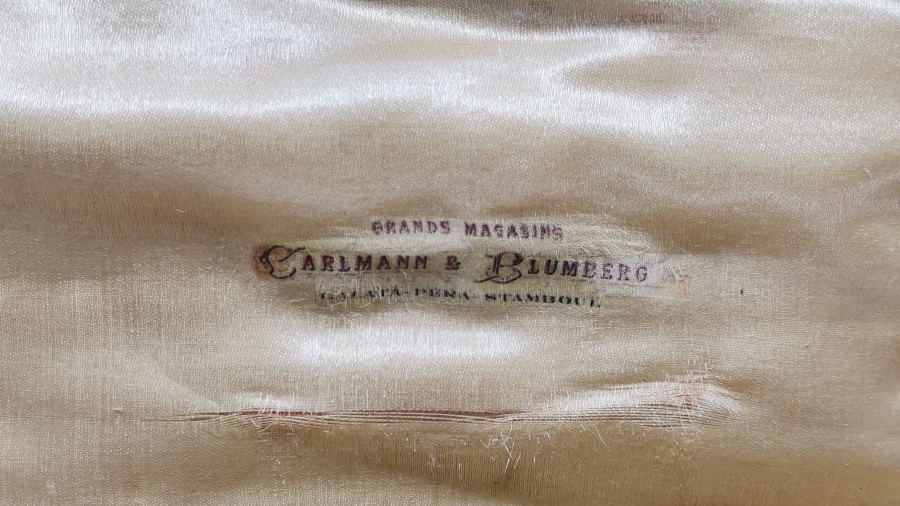 GRANDS MAGASINS
CARLMANN & BLUMBERG
GALATA PERA STAMBOUL